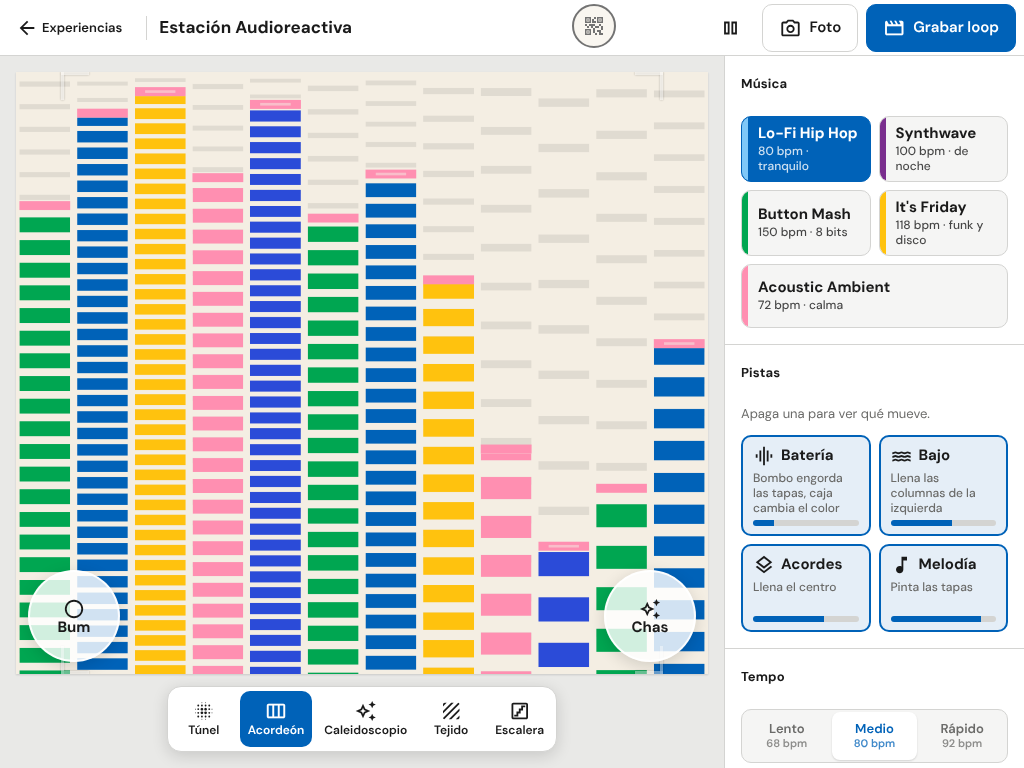 Experiencias
Estación Audioreactiva
Foto
Grabar loop
Música
Lo-Fi Hip Hop
80 bpm ·
tranquilo
Synthwave
100 bpm · de
noche
Button Mash
150 bpm · 8 bits
It's Friday
118 bpm · funk y
disco
Acoustic Ambient
72 bpm · calma
Pistas
Apaga una para ver qué mueve.
Batería
Bombo engorda
las tapas, caja
cambia el color
Bajo
Llena las
columnas de la
izquierda
Acordes
Llena el centro
Melodía
Pinta las tapas
Bum
Chas
Túnel
Acordeón
Caleidoscopio
Tejido
Escalera
Tempo
Lento
68 bpm
Medio
80 bpm
Rápido
92 bpm